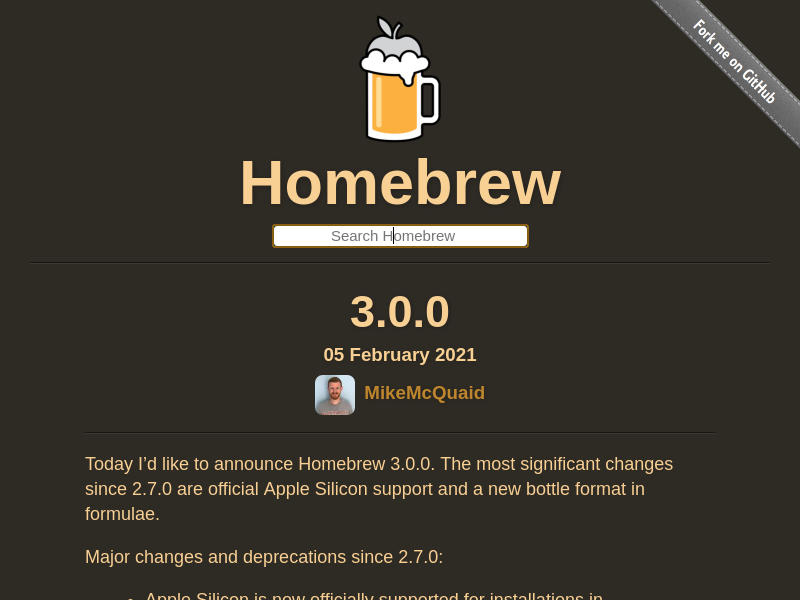 Fork me on GitHub
Homebrew
Search Homebrew
3.0.0
05 February 2021
MikeMcQuaid
Today I’d like to announce Homebrew 3.0.0. The most significant changes
since 2.7.0 are official Apple Silicon support and a new bottle format in
formulae.
Major changes and deprecations since 2.7.0:
• Apple Silicon is now officially supported for installations in